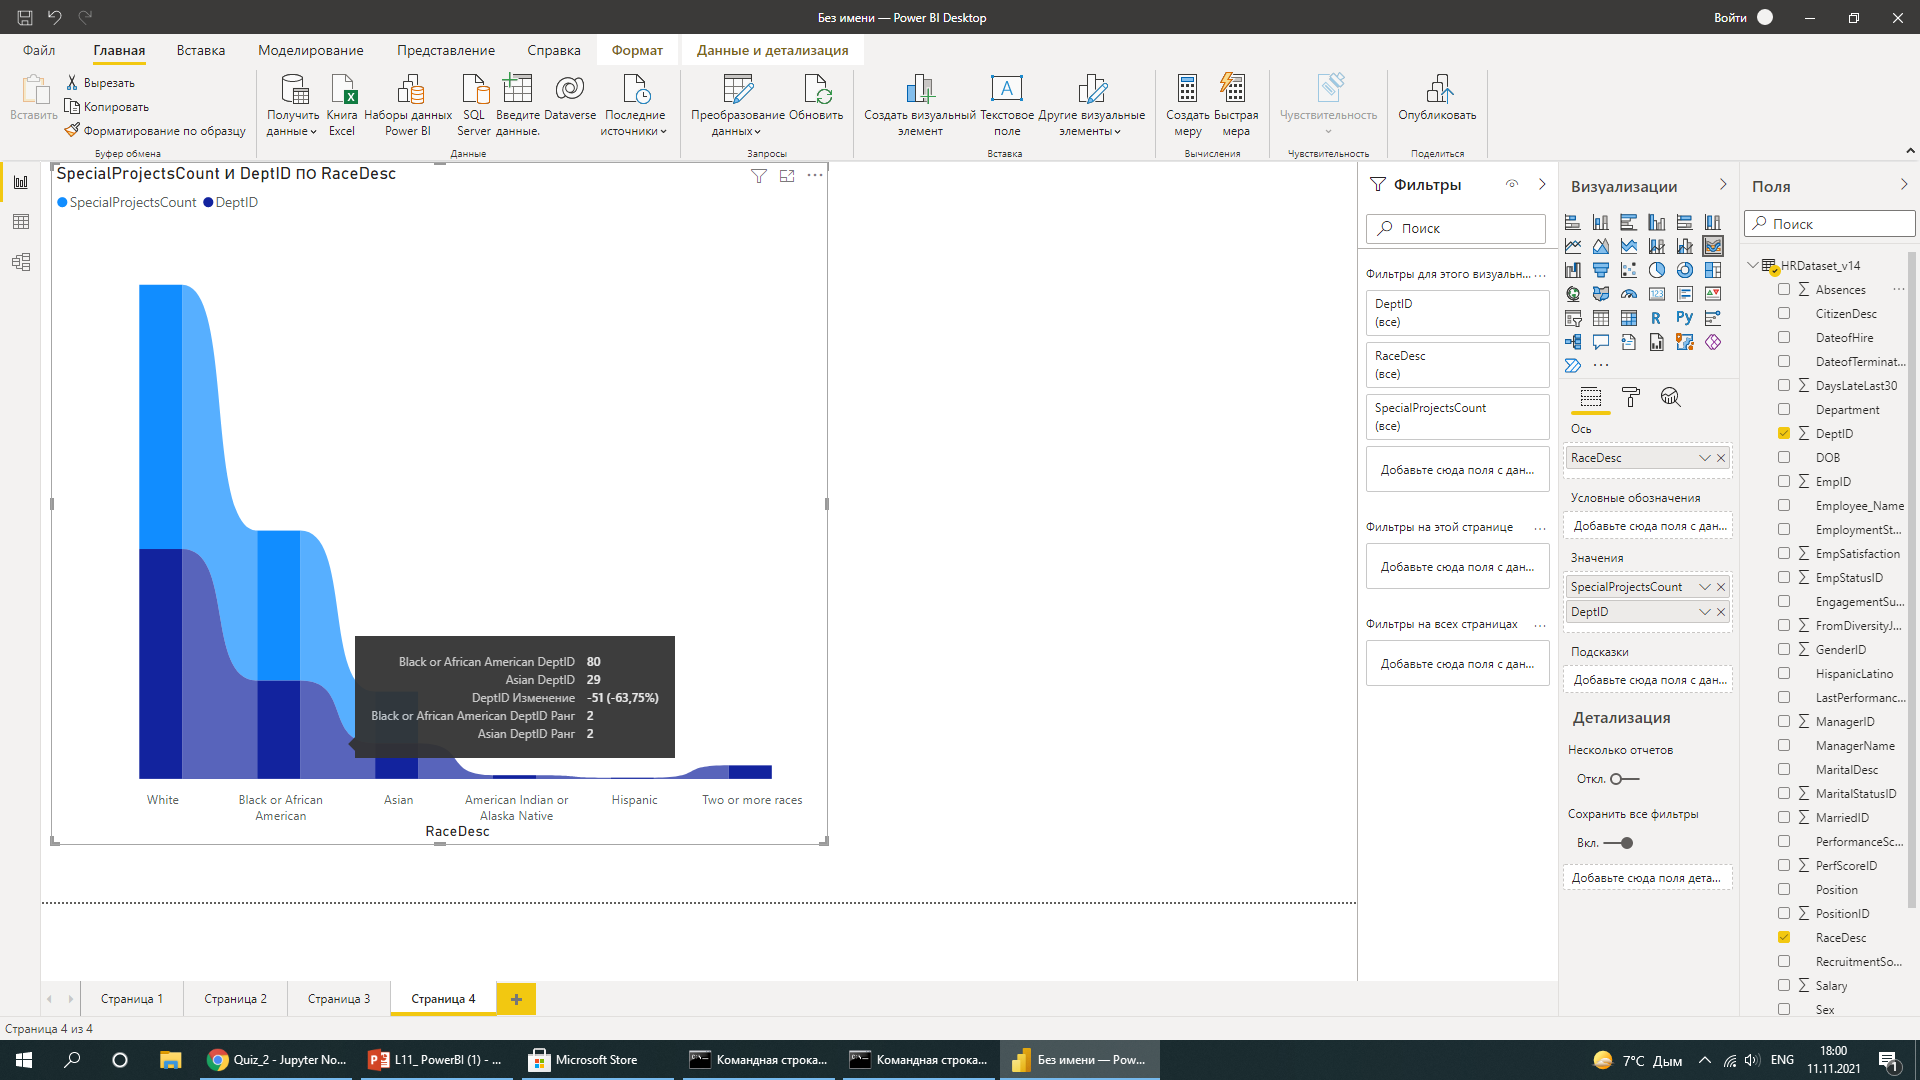 Без имени — Power BI Desktop
Войти
Файл
Главная
Вставка
Моделирование
Представление
Справка
Формат
Данные и детализация
Вставить
Вырезать
Копировать
Форматирование по образцу
Буфер обмена
Получить
данные
Книга
Excel
Наборы данных
Power BI
SQL
Server
Введите
данные.
Dataverse
Последние
источники
Данные
Преобразование
данных
Обновить
Запросы
Создать визуальный
элемент
Текстовое
поле
Другие визуальные
элементы
Вставка
Создать
меру
Быстрая
мера
Вычисления
Чувствительность
Чувствительность
Опубликовать
Поделиться
SpecialProjectsCount и DeptID по RaceDesc
SpecialProjectsCount
DeptID
Black or African American DeptID 80
Asian DeptID 29
DeptID Изменение -51 (-63,75%)
Black or African American DeptID Ранг 2
Asian DeptID Ранг 2
White
Black or African
American
Asian
American Indian or
Alaska Native
Hispanic
Two or more races
RaceDesc
Фильтры
Поиск
Фильтры для этого визуальн...
DeptID
(все)
RaceDesc
(все)
SpecialProjectsCount
(все)
Добавьте сюда поля с дан...
Фильтры на этой странице
Добавьте сюда поля с дан...
Фильтры на всех страницах
Добавьте сюда поля с дан...
Визуализации
R
Py
Ось
RaceDesc
Условные обозначения
Добавьте сюда поля с дан...
Значения
SpecialProjectsCount
DeptID
Подсказки
Добавьте сюда поля с дан...
Детализация
Несколько отчетов
Откл.
Сохранить все фильтры
Вкл.
Добавьте сюда поля дета...
Поля
Поиск
HRDataset_v14
Absences
CitizenDesc
DateofHire
DateofTerminat...
DaysLateLast30
Department
DeptID
DOB
EmpID
Employee_Name
EmploymentSt...
EmpSatisfaction
EmpStatusID
EngagementSu...
FromDiversityJ...
GenderID
HispanicLatino
LastPerformanc...
ManagerID
ManagerName
MaritalDesc
MaritalStatusID
MarriedID
PerformanceSc...
PerfScoreID
Position
PositionID
RaceDesc
RecruitmentSo...
Salary
Sex
Страница 1
Страница 2
Страница 3
Страница 4
Страница 4 из 4
Quiz_2 - Jupyter No...
L11_ PowerBI (1) - ...
Microsoft Store
Командная строка...
Командная строка...
Без имени — Pow...
7°C Дым
ENG
18:00
11.11.2021
1